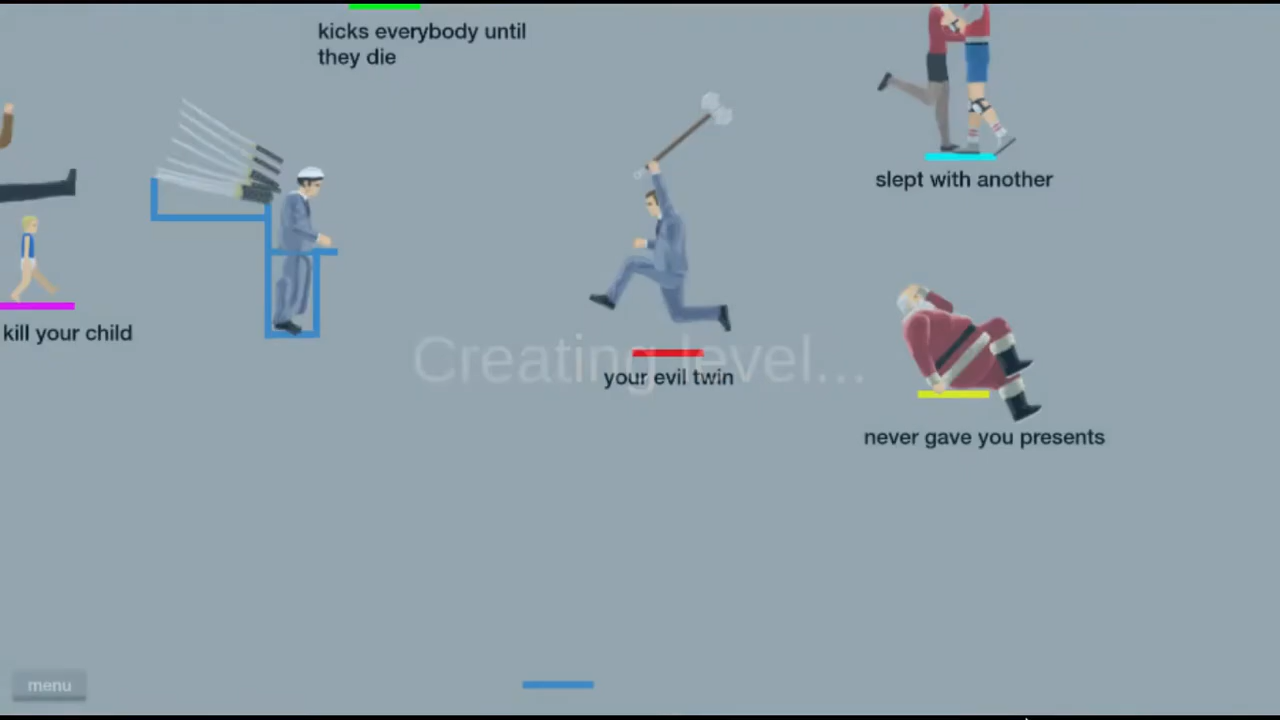 kicks everybody until
they die
slept with another
kill your child
Creating level...
your evil twin
never gave you presents
menu